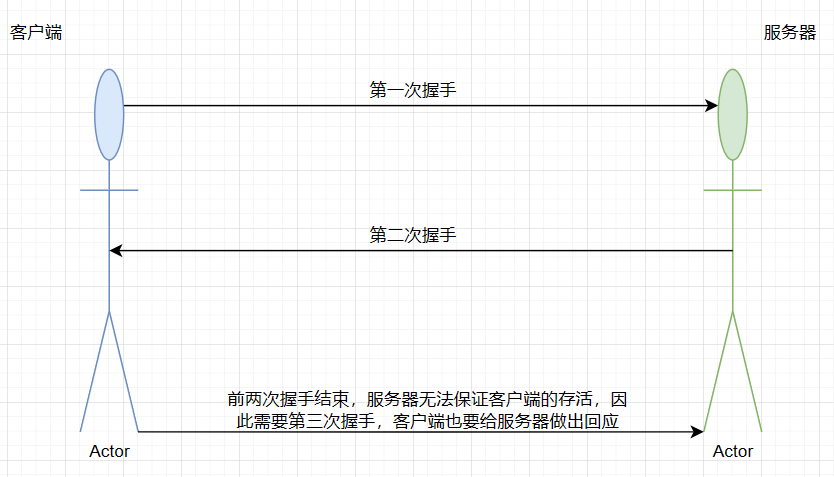 客户端
服务器
第一次握手
第二次握手
前两次握手结束，服务器无法保证客户端的存活，因
此需要第三次握手，客户端也要给服务器做出回应
Actor
Actor